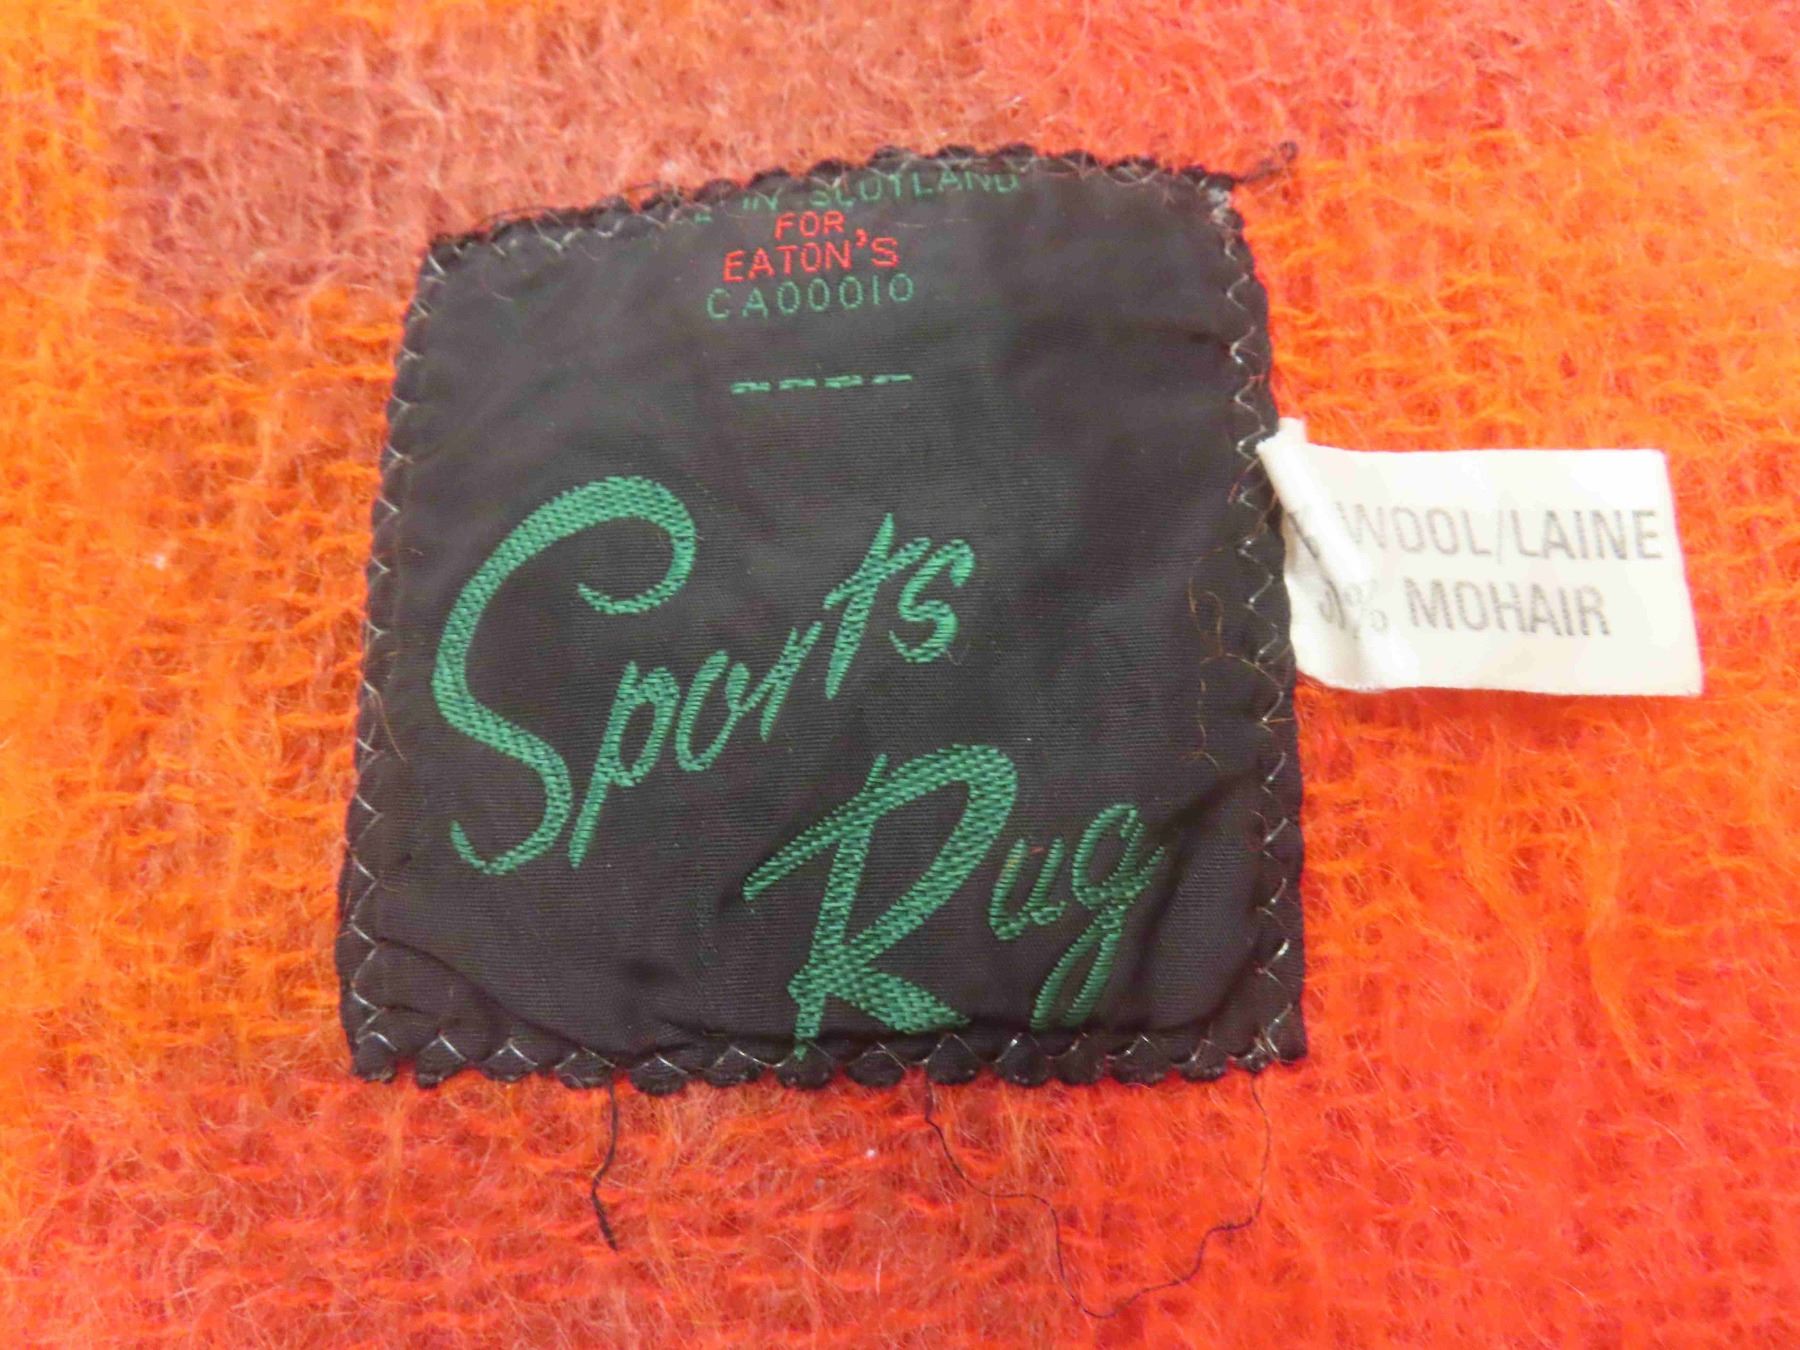 IN SCOTLAND
FOR
EATON'S
CA00010
Sports
Rug
WOOL/LAINE
% MOHAIR